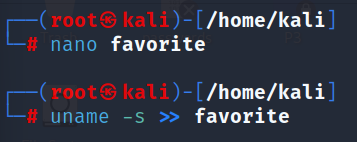 ┌──(root㉿kali)-[/home/kali]
└─# nano favorite
┌──(root㉿kali)-[/home/kali]
└─# uname -s >> favorite